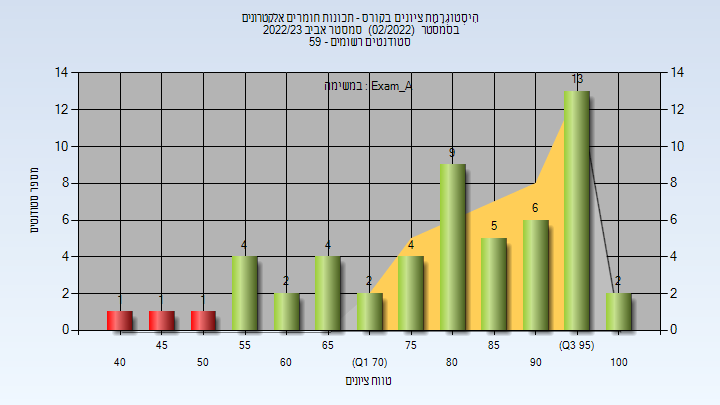 הִיסטוֹגְרָמַת ציונים בקורס - תכונות חומרים אלקטרונים
בסמסטר (02/2022) סמסטר אביב 2022/23
סטודנטים רשומים - 59
במשימה : Exam_A
מספר סטודנטים
14 14
12 12
10 10
8 8
6 6
4 4
2 2
0 0
1 1 1 4 2 4 2 4 9 5 6 13 2
45 55 65 75 85 (Q3 95)
40 50 60 (Q1 70) 80 90 100
טווח ציונים